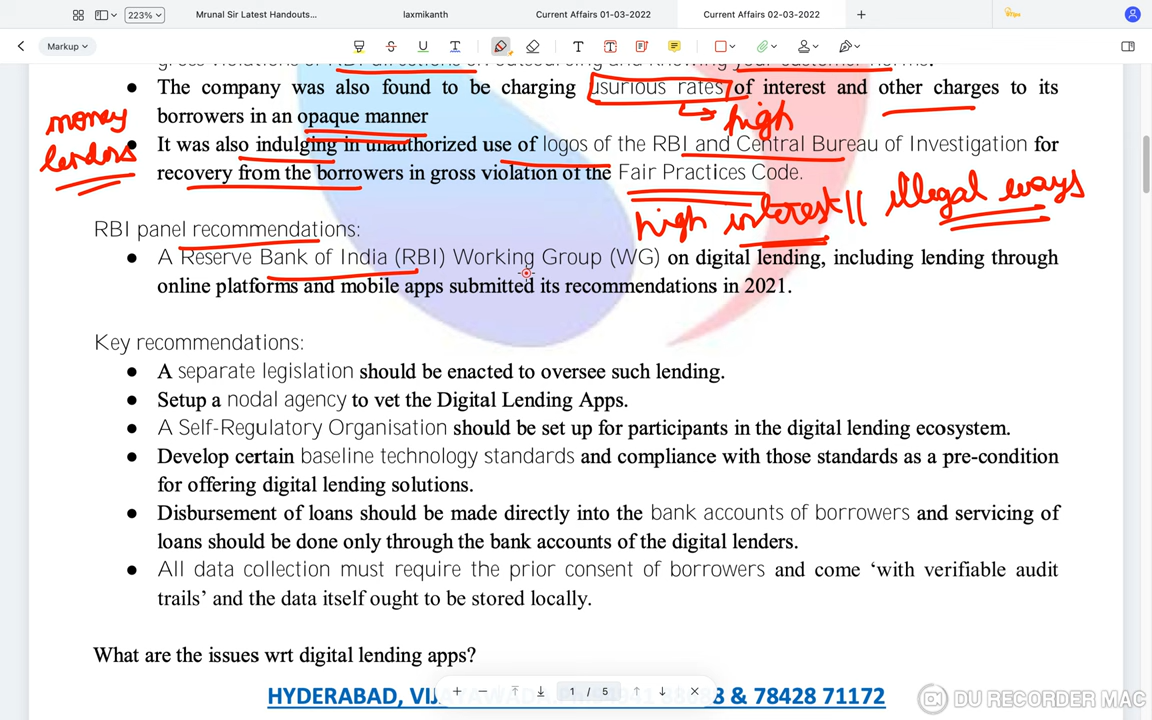 223%
Mrunal Sir Latest Handouts...
laxmikanth
Current Affairs 01-03-2022
Current Affairs 02-03-2022
Markup
The company was also found to be charging usurious rates of interest and other charges to its
borrowers in an opaque manner
high
money
lenders
It was also indulging in unauthorized use of logos of the RBI and Central Bureau of Investigation for
recovery from the borrowers in gross violation of the Fair Practices Code.
high interest || illegal ways
RBI panel recommendations:
A Reserve Bank of India (RBI) Working Group (WG) on digital lending, including lending through
online platforms and mobile apps submitted its recommendations in 2021.
Key recommendations:
A separate legislation should be enacted to oversee such lending.
Setup a nodal agency to vet the Digital Lending Apps.
A Self-Regulatory Organisation should be set up for participants in the digital lending ecosystem.
Develop certain baseline technology standards and compliance with those standards as a pre-condition
for offering digital lending solutions.
Disbursement of loans should be made directly into the bank accounts of borrowers and servicing of
loans should be done only through the bank accounts of the digital lenders.
All data collection must require the prior consent of borrowers and come ‘with verifiable audit
trails’ and the data itself ought to be stored locally.
What are the issues wrt digital lending apps?
HYDERABAD, & 78428 71172
1 / 5
DU RECORDER MAC